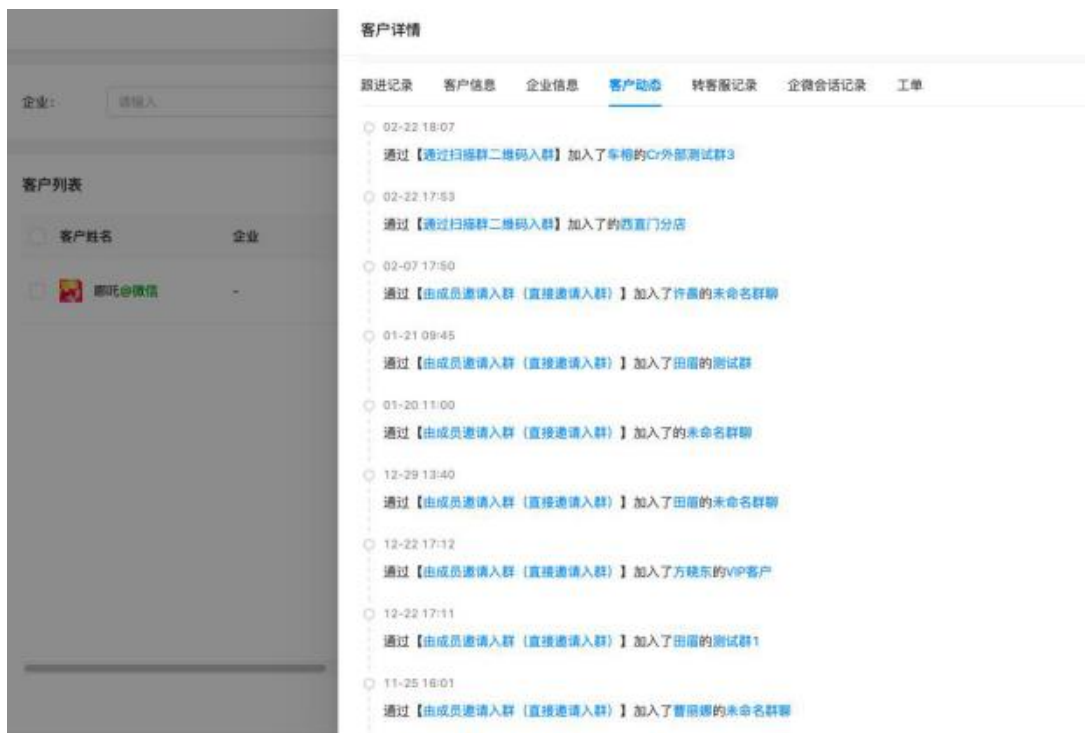 客户详情
跟进记录 客户信息 企业信息 客户动态 转客服记录 企微会话记录 工单
企业: 请输入
客户列表
客户姓名 企业
哪吒@微信 -
02-22 18:07
通过【通过扫描群二维码入群】加入了车相的Cr外部测试群3
02-22 17:53
通过【通过扫描群二维码入群】加入了的西直门分店
02-07 17:50
通过【由成员邀请入群（直接邀请入群）】加入了许晨的未命名群聊
01-21 09:45
通过【由成员邀请入群（直接邀请入群）】加入了田眉的测试群
01-20 11:00
通过【由成员邀请入群（直接邀请入群）】加入了的未命名群聊
12-29 13:40
通过【由成员邀请入群（直接邀请入群）】加入了田眉的未命名群聊
12-22 17:12
通过【由成员邀请入群（直接邀请入群）】加入了方晓东的VIP客户
12-22 17:11
通过【由成员邀请入群（直接邀请入群）】加入了田眉的测试群1
11-25 16:01
通过【由成员邀请入群（直接邀请入群）】加入了曹丽娜的未命名群聊